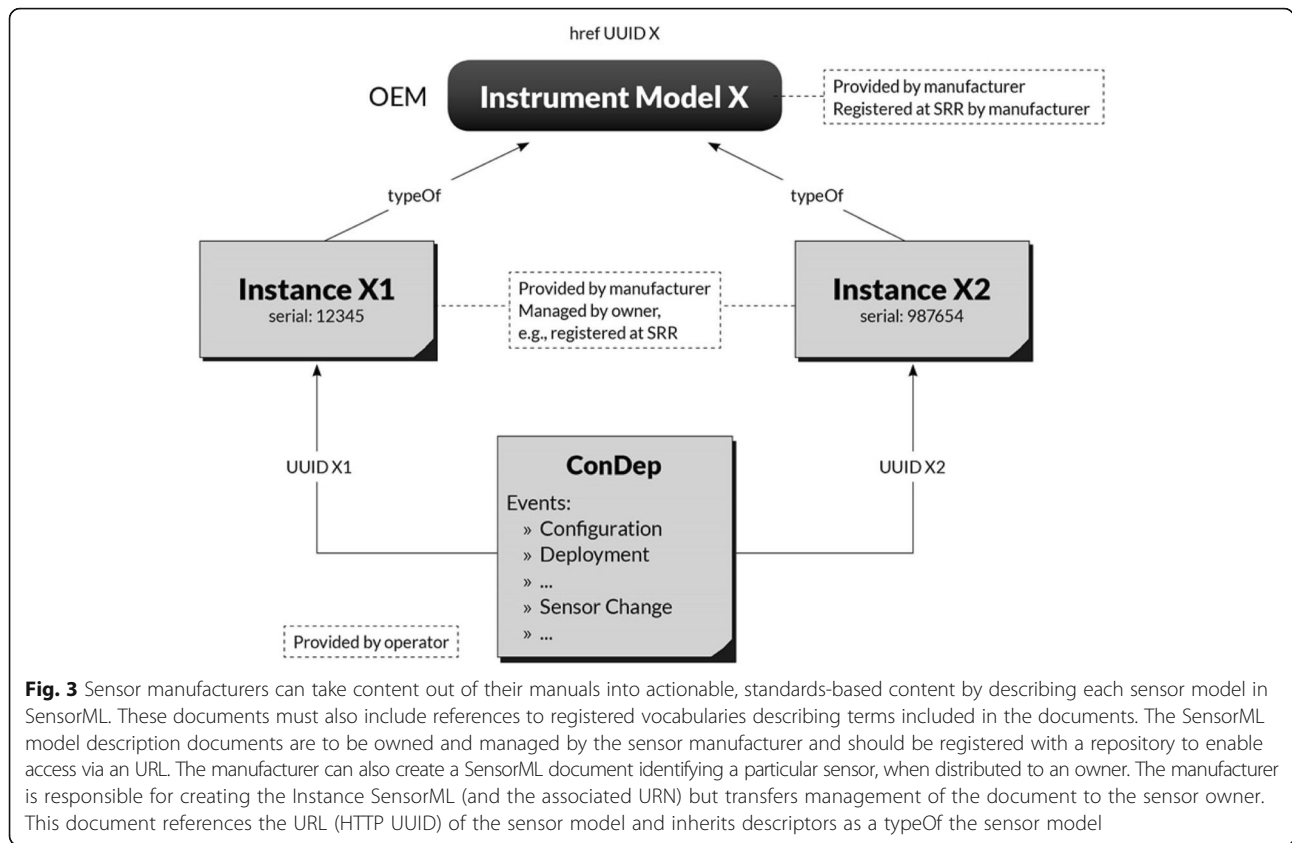 href UUID X
OEM
Instrument Model X
Provided by manufacturer
Registered at SRR by manufacturer
typeOf
typeOf
Instance X1
serial: 12345
Provided by manufacturer
Managed by owner,
e.g., registered at SRR
Instance X2
serial: 987654
UUID X1
UUID X2
ConDep
Events:
» Configuration
» Deployment
» ...
» Sensor Change
» ...
Provided by operator
Fig. 3 Sensor manufacturers can take content out of their manuals into actionable, standards-based content by describing each sensor model in
SensorML. These documents must also include references to registered vocabularies describing terms included in the documents. The SensorML
model description documents are to be owned and managed by the sensor manufacturer and should be registered with a repository to enable
access via an URL. The manufacturer can also create a SensorML document identifying a particular sensor, when distributed to an owner. The manufacturer
is responsible for creating the Instance SensorML (and the associated URN) but transfers management of the document to the sensor owner.
This document references the URL (HTTP UUID) of the sensor model and inherits descriptors as a typeOf the sensor model